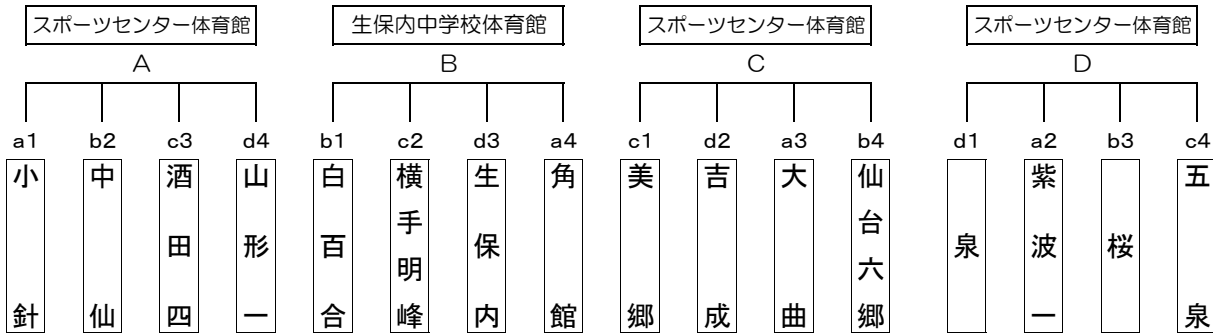 スポーツセンター体育館 生保内中学校体育館 スポーツセンター体育館 スポーツセンター体育館
A B C D
a1 b2 c3 d4 b1 c2 d3 a4 c1 d2 a3 b4 d1 a2 b3 c4
小針
中仙
酒田四
山形一
白百合
横手明峰
生保内
角館
美郷
吉成
大曲
仙台六郷
泉
紫波一
桜
五泉